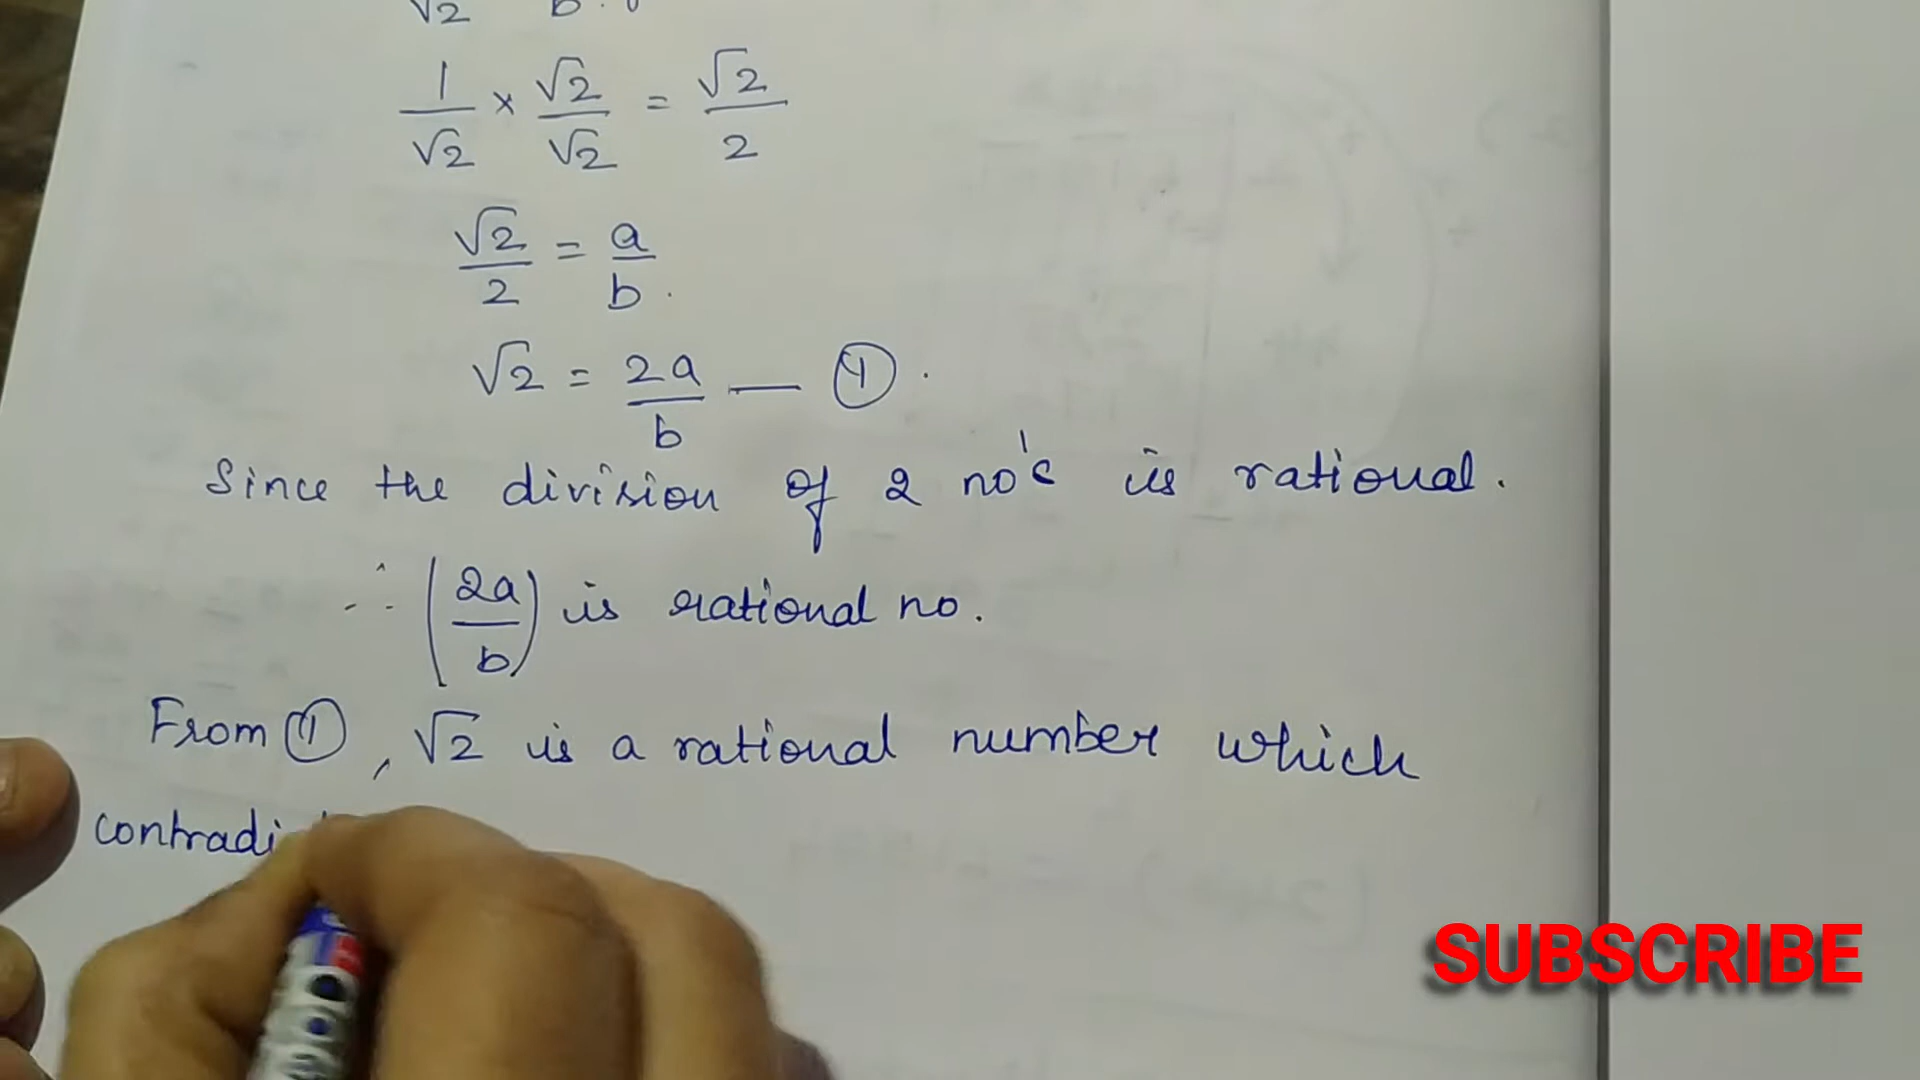 √2 b.
1/√2 × √2/√2 = √2/2
√2/2 = a/b.
√2 = 2a/b — ①.
Since the division of 2 no's is rational.
∴ (2a/b) is rational no.
From ①, √2 is a rational number which
contradi
SUBSCRIBE